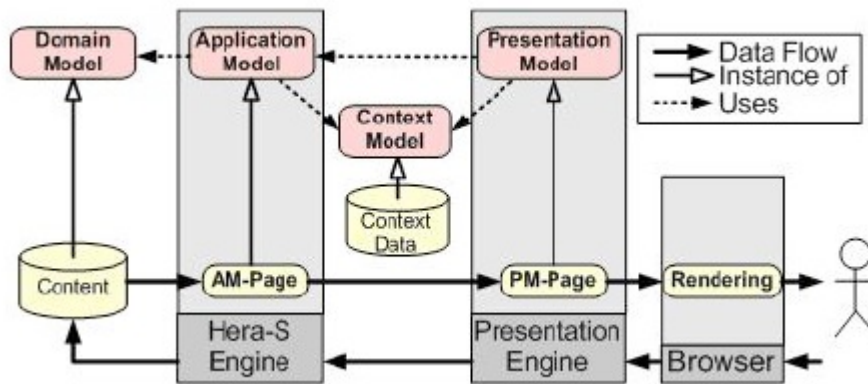 Domain
Model
Application
Model
Presentation
Model
Data Flow
Instance of
Uses
Context
Model
Context
Data
Content
AM-Page
PM-Page
Rendering
Hera-S
Engine
Presentation
Engine
Browser